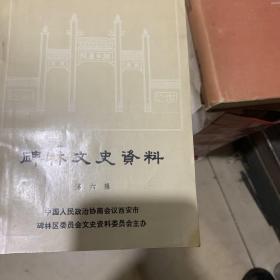 碑林文史資料
第六辑
中国人民政治协商会议西安市
碑林区委员会文史资料委员会主办